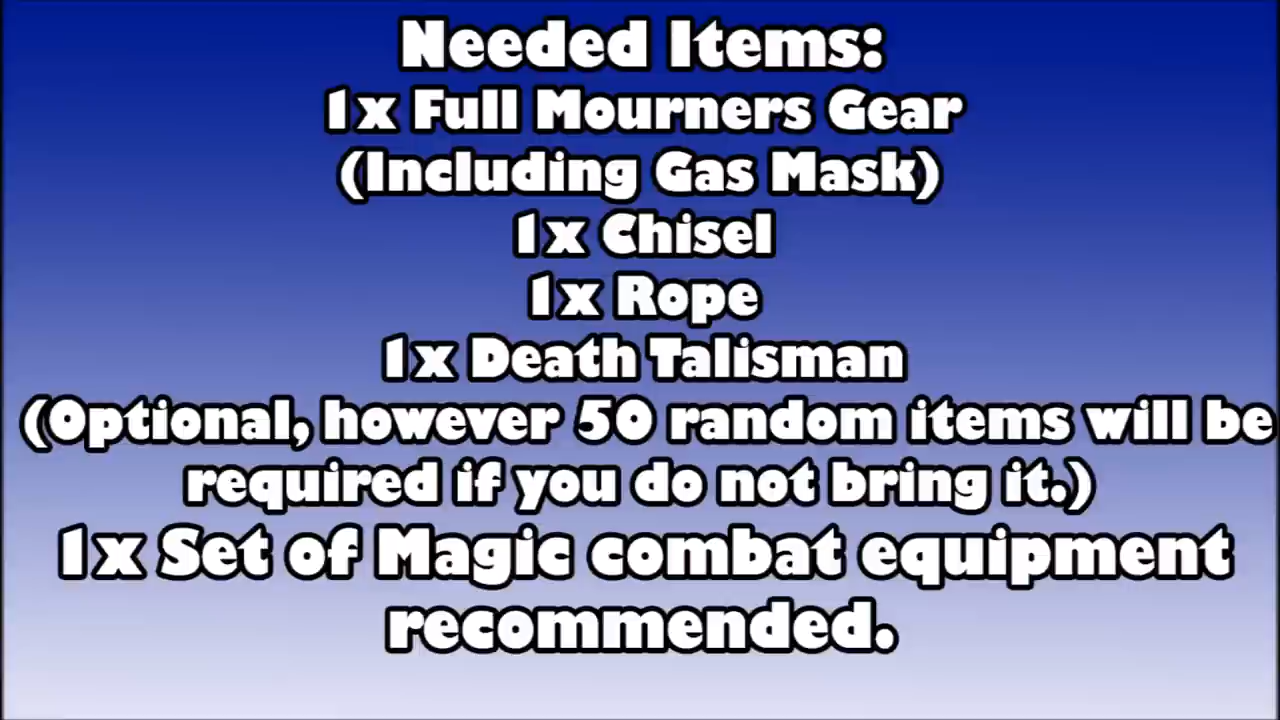 Needed Items:
1x Full Mourners Gear
(Including Gas Mask)
1x Chisel
1x Rope
1x Death Talisman
(Optional, however 50 random items will be
required if you do not bring it.)
1x Set of Magic combat equipment
recommended.